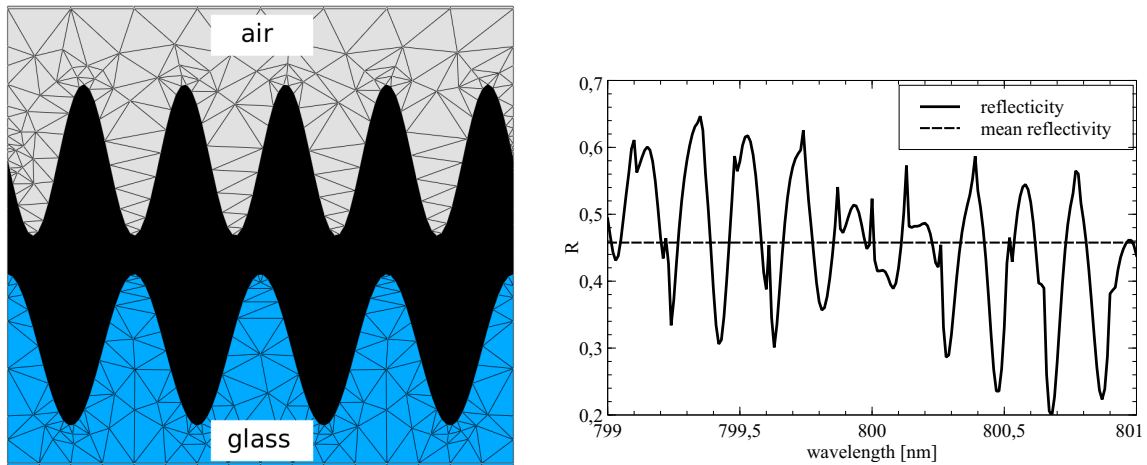 air
glass
0,7
0,6
0,5
0,4
0,3
0,2
R
reflecticity
mean reflectivity
799
799,5
800
800,5
801
wavelength [nm]